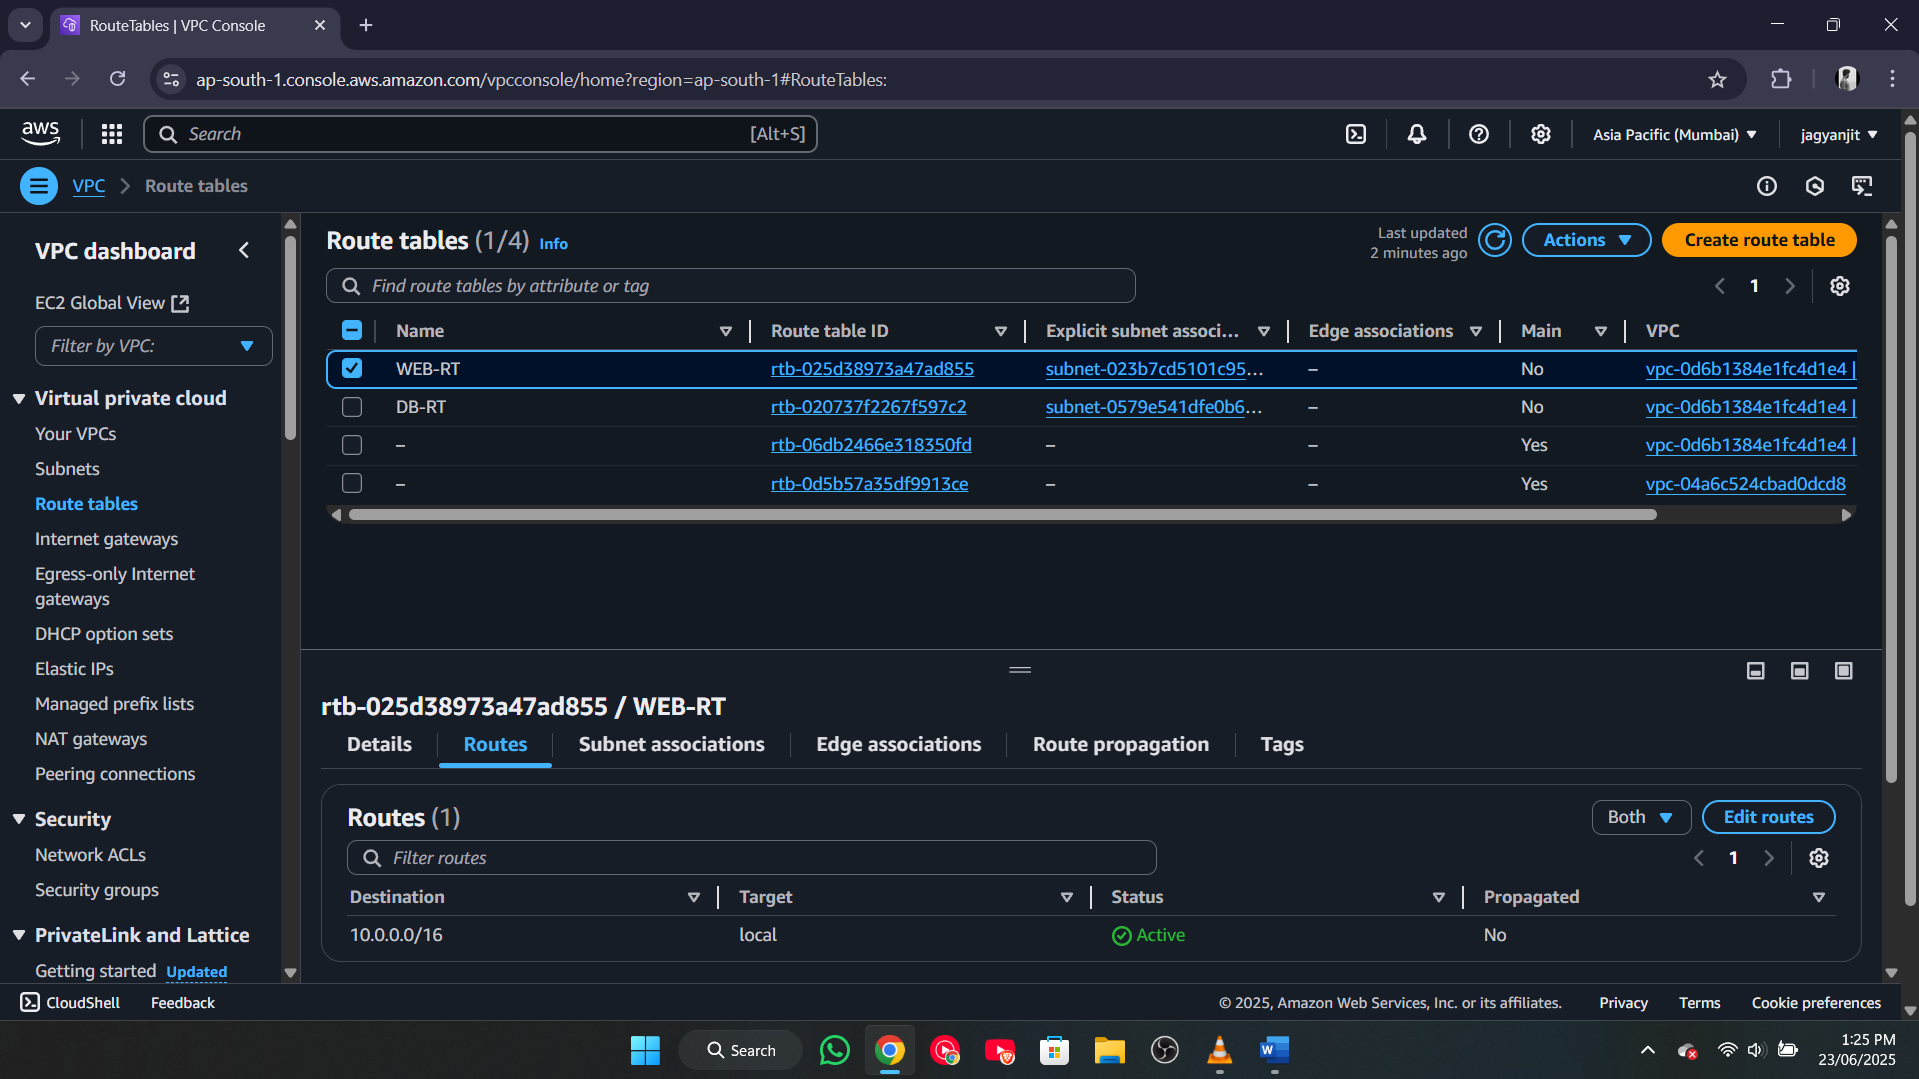 RouteTables | VPC Console
ap-south-1.console.aws.amazon.com/vpcconsole/home?region=ap-south-1#RouteTables:
aws
Search [Alt+S]
Asia Pacific (Mumbai)
jagyanjit
VPC
Route tables
VPC dashboard
EC2 Global View
Filter by VPC:
Virtual private cloud
Your VPCs
Subnets
Route tables
Internet gateways
Egress-only Internet
gateways
DHCP option sets
Elastic IPs
Managed prefix lists
NAT gateways
Peering connections
Security
Network ACLs
Security groups
PrivateLink and Lattice
Getting started Updated
Route tables (1/4) Info
Last updated
2 minutes ago
Actions
Create route table
Find route tables by attribute or tag
1
Name Route table ID Explicit subnet associ... Edge associations Main VPC
WEB-RT rtb-025d38973a47ad855 subnet-023b7cd5101c95... – No vpc-0d6b1384e1fc4d1e4 |
DB-RT rtb-020737f2267f597c2 subnet-0579e541dfe0b6... – No vpc-0d6b1384e1fc4d1e4 |
– rtb-06db2466e318350fd – – Yes vpc-0d6b1384e1fc4d1e4 |
– rtb-0d5b57a35df9913ce – – Yes vpc-04a6c524cbad0dcd8
rtb-025d38973a47ad855 / WEB-RT
Details Routes Subnet associations Edge associations Route propagation Tags
Routes (1)
Both
Edit routes
Filter routes
1
Destination Target Status Propagated
10.0.0.0/16 local Active No
CloudShell Feedback
© 2025, Amazon Web Services, Inc. or its affiliates. Privacy Terms Cookie preferences
Search
1:25 PM
23/06/2025